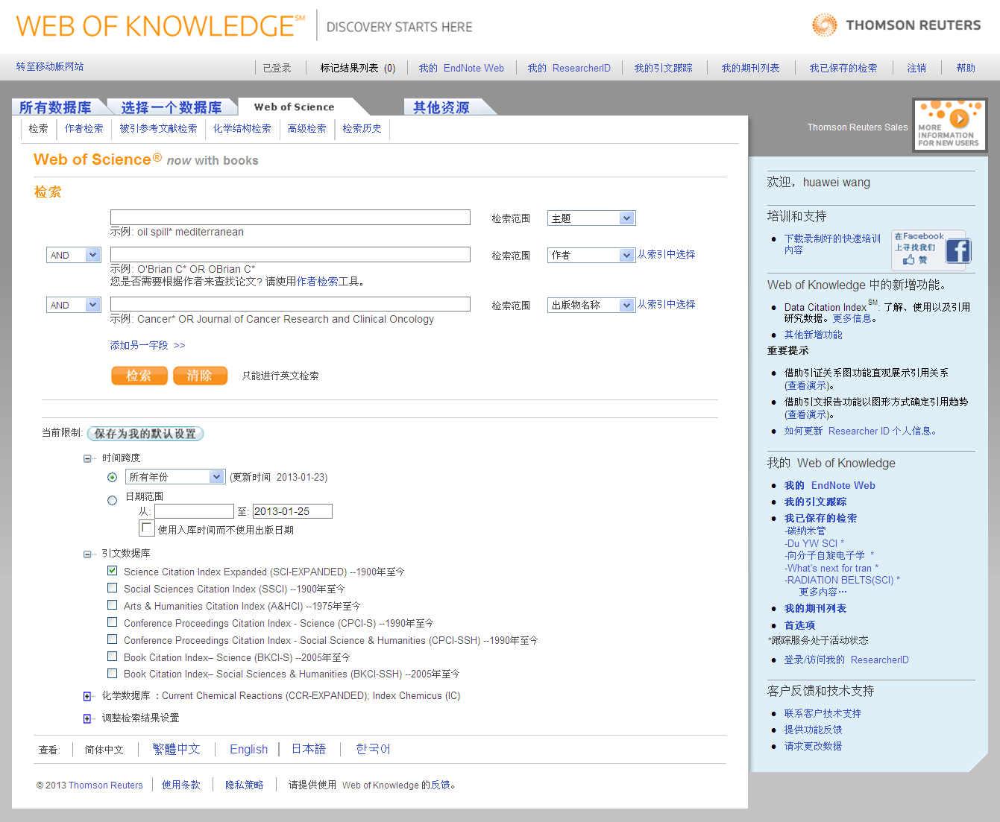 WEB OF KNOWLEDGE℠ DISCOVERY STARTS HERE
THOMSON REUTERS
转至移动版网站
已登录 标记结果列表 (0) 我的 EndNote Web 我的 ResearcherID 我的引文跟踪 我的期刊列表 我已保存的检索 注销 帮助
所有数据库 选择一个数据库 Web of Science 其他资源
检索 作者检索 被引参考文献检索 化学结构检索 高级检索 检索历史
Web of Science® now with books
检索
检索范围 主题
示例: oil spill* mediterranean
AND 检索范围 作者 从索引中选择
示例: O'Brian C* OR OBrian C*
您是否需要根据作者来查找论文? 请使用作者检索工具。
AND 检索范围 出版物名称 从索引中选择
示例: Cancer* OR Journal of Cancer Research and Clinical Oncology
添加另一字段 >>
检索 清除 只能进行英文检索
当前限制: 保存为我的默认设置
时间跨度
所有年份 (更新时间 2013-01-23)
日期范围
从: 至: 2013-01-25
使用入库时间而不使用出版日期
引文数据库
Science Citation Index Expanded (SCI-EXPANDED) --1900年至今
Social Sciences Citation Index (SSCI) --1900年至今
Arts & Humanities Citation Index (A&HCI) --1975年至今
Conference Proceedings Citation Index - Science (CPCI-S) --1990年至今
Conference Proceedings Citation Index - Social Science & Humanities (CPCI-SSH) --1990年至今
Book Citation Index– Science (BKCI-S) --2005年至今
Book Citation Index– Social Sciences & Humanities (BKCI-SSH) --2005年至今
化学数据库 : Current Chemical Reactions (CCR-EXPANDED); Index Chemicus (IC)
调整检索结果设置
查看: 简体中文 繁體中文 English 日本語 한국어
© 2013 Thomson Reuters 使用条款 隐私策略 请提供使用 Web of Knowledge 的反馈。
Thomson Reuters Sales
MORE
INFORMATION
FOR NEW USERS
欢迎, huawei wang
培训和支持
下载录制好的快速培训
内容
在Facebook
上寻找我们
赞
Web of Knowledge 中的新增功能。
Data Citation Index℠: 了解、使用以及引用
研究数据。更多信息。
其他新增功能
重要提示
借助引证关系图功能直观展示引用关系
(查看演示)。
借助引文报告功能以图形方式确定引用趋势
(查看演示)。
如何更新 Researcher ID 个人信息。
我的 Web of Knowledge
我的 EndNote Web
我的引文跟踪
我已保存的检索
-碳纳米管
-Du YW SCI *
-向分子自旋电子学 *
-What's next for tran *
-RADIATION BELTS(SCI) *
更多内容…
我的期刊列表
首选项
*跟踪服务处于活动状态
登录/访问我的 ResearcherID
客户反馈和技术支持
联系客户技术支持
提供功能反馈
请求更改数据